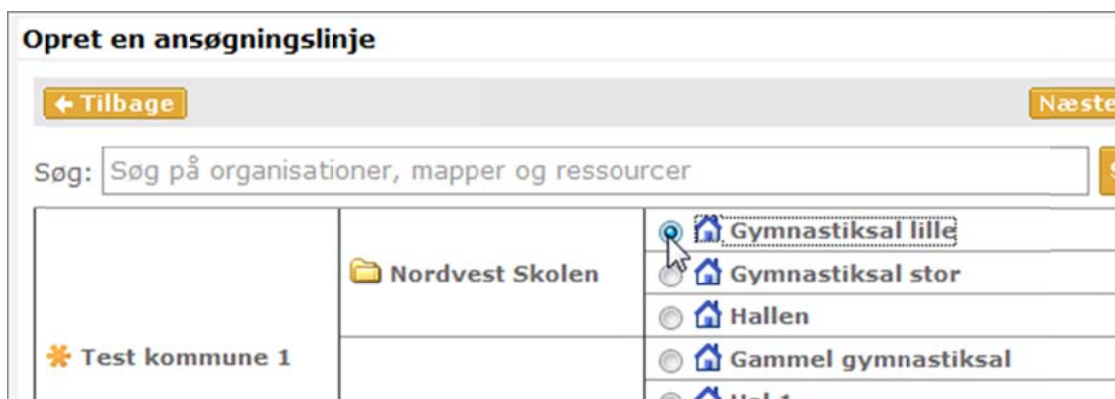 Opret en ansøgningslinje
Tilbage
Næste
Søg: Søg på organisationer, mapper og ressourcer
Gymnastiksal lille
Nordvest Skolen
Gymnastiksal stor
Hallen
Test kommune 1
Gammel gymnastiksal